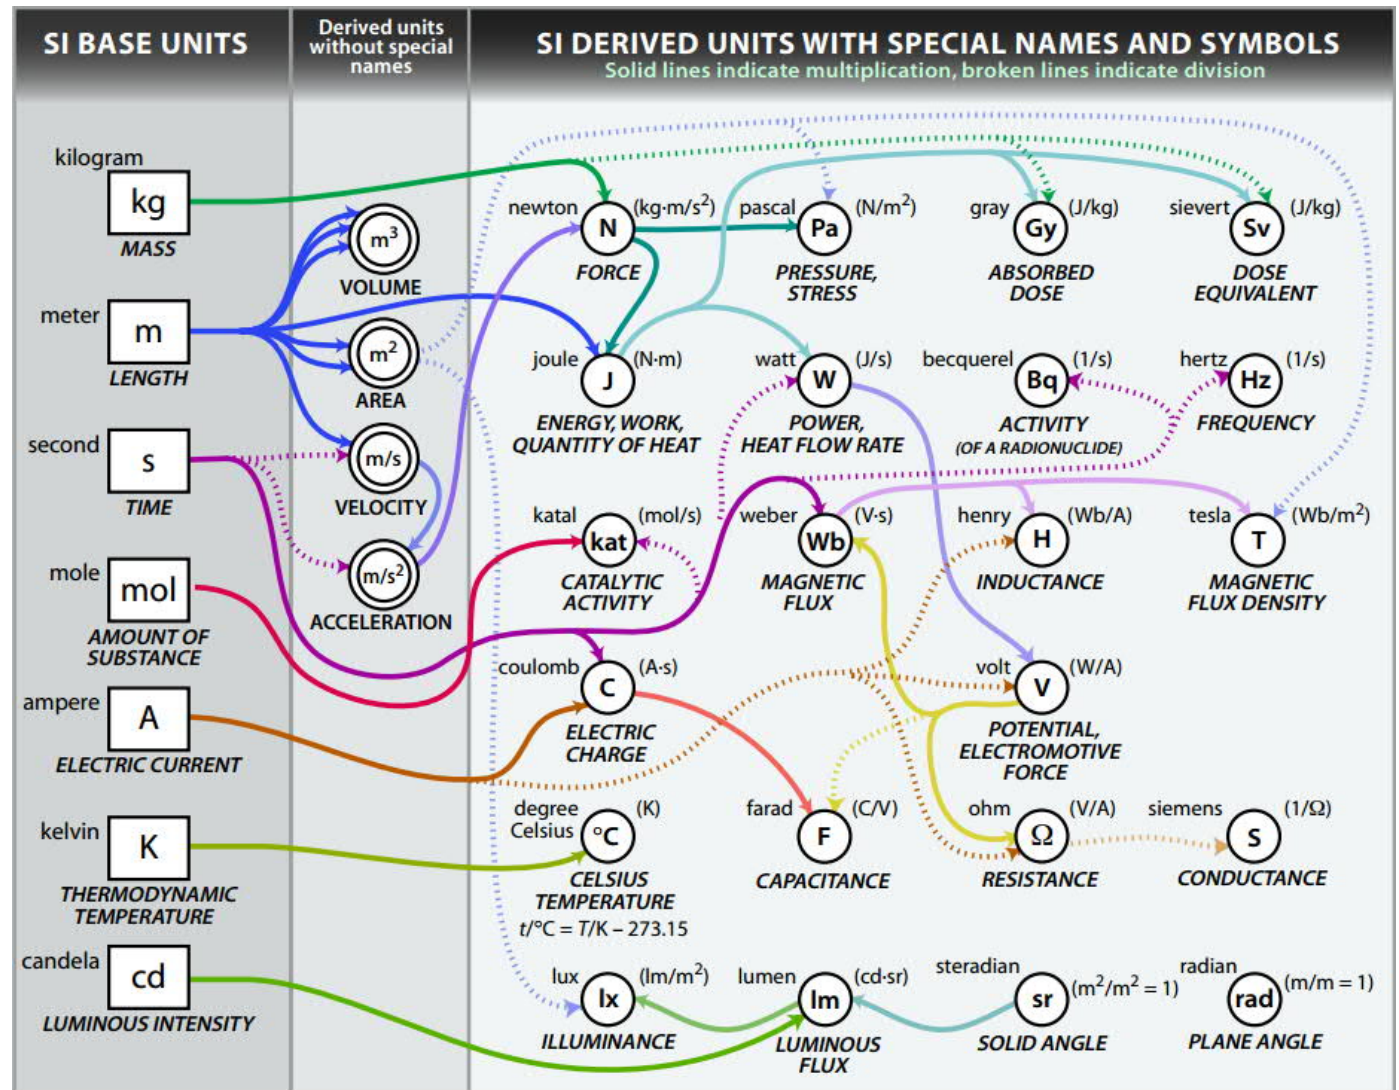 SI BASE UNITS
Derived units
without special
names
SI DERIVED UNITS WITH SPECIAL NAMES AND SYMBOLS
Solid lines indicate multiplication, broken lines indicate division
kilogram
kg
MASS
meter
m
LENGTH
second
s
TIME
mole
mol
AMOUNT OF
SUBSTANCE
ampere
A
ELECTRIC CURRENT
kelvin
K
THERMODYNAMIC
TEMPERATURE
candela
cd
LUMINOUS INTENSITY
m³
VOLUME
m²
AREA
m/s
VELOCITY
m/s²
ACCELERATION
newton
N
(kg·m/s²)
FORCE
pascal
Pa
(N/m²)
PRESSURE,
STRESS
gray
Gy
(J/kg)
ABSORBED
DOSE
sievert
Sv
(J/kg)
DOSE
EQUIVALENT
joule
J
(N·m)
ENERGY, WORK,
QUANTITY OF HEAT
watt
W
(J/s)
POWER,
HEAT FLOW RATE
becquerel
Bq
(1/s)
ACTIVITY
(OF A RADIONUCLIDE)
hertz
Hz
(1/s)
FREQUENCY
katal
kat
(mol/s)
CATALYTIC
ACTIVITY
weber
Wb
(V·s)
MAGNETIC
FLUX
henry
H
(Wb/A)
INDUCTANCE
tesla
T
(Wb/m²)
MAGNETIC
FLUX DENSITY
coulomb
C
(A·s)
ELECTRIC
CHARGE
volt
V
(W/A)
POTENTIAL,
ELECTROMOTIVE
FORCE
degree
Celsius
°C
(K)
CELSIUS
TEMPERATURE
t/°C = T/K – 273.15
farad
F
(C/V)
CAPACITANCE
ohm
Ω
(V/A)
RESISTANCE
siemens
S
(1/Ω)
CONDUCTANCE
lux
lx
(lm/m²)
ILLUMINANCE
lumen
lm
(cd·sr)
LUMINOUS
FLUX
steradian
sr
(m²/m² = 1)
SOLID ANGLE
radian
rad
(m/m = 1)
PLANE ANGLE